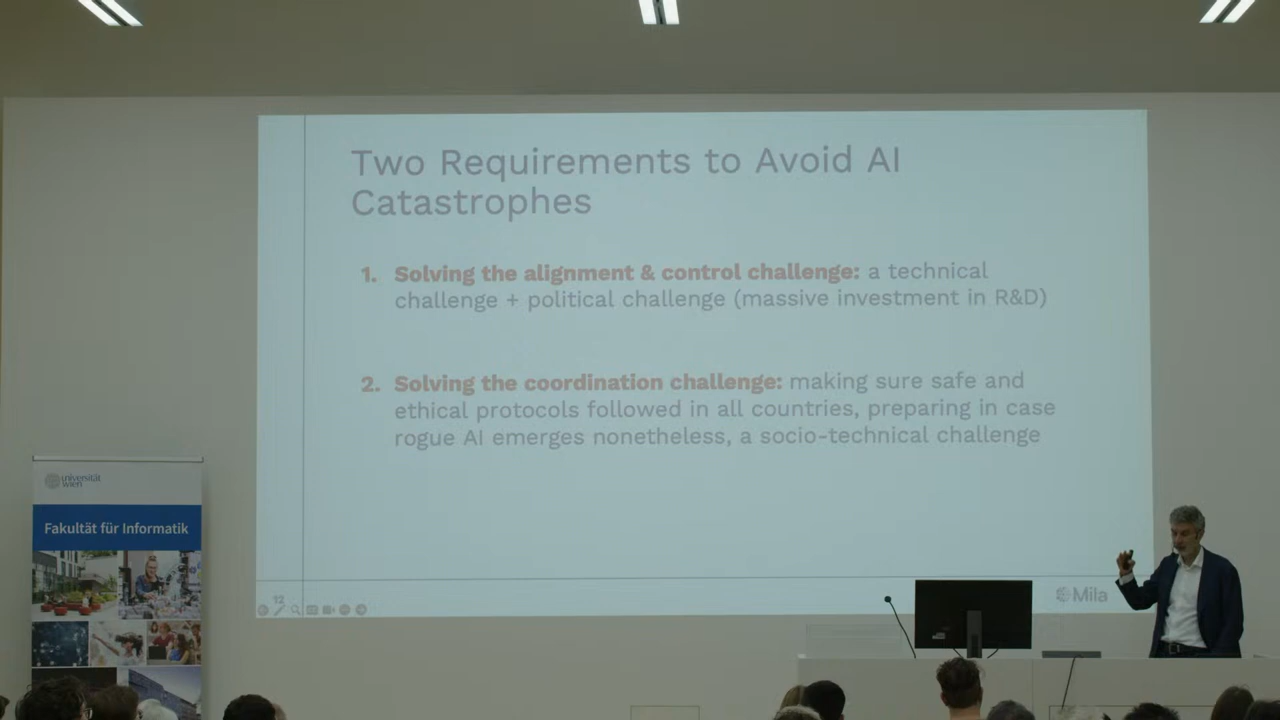 Two Requirements to Avoid AI
Catastrophes
1. Solving the alignment & control challenge: a technical
challenge + political challenge (massive investment in R&D)
2. Solving the coordination challenge: making sure safe and
ethical protocols followed in all countries, preparing in case
rogue AI emerges nonetheless, a socio-technical challenge
12
Mila
universität
wien
Fakultät für Informatik